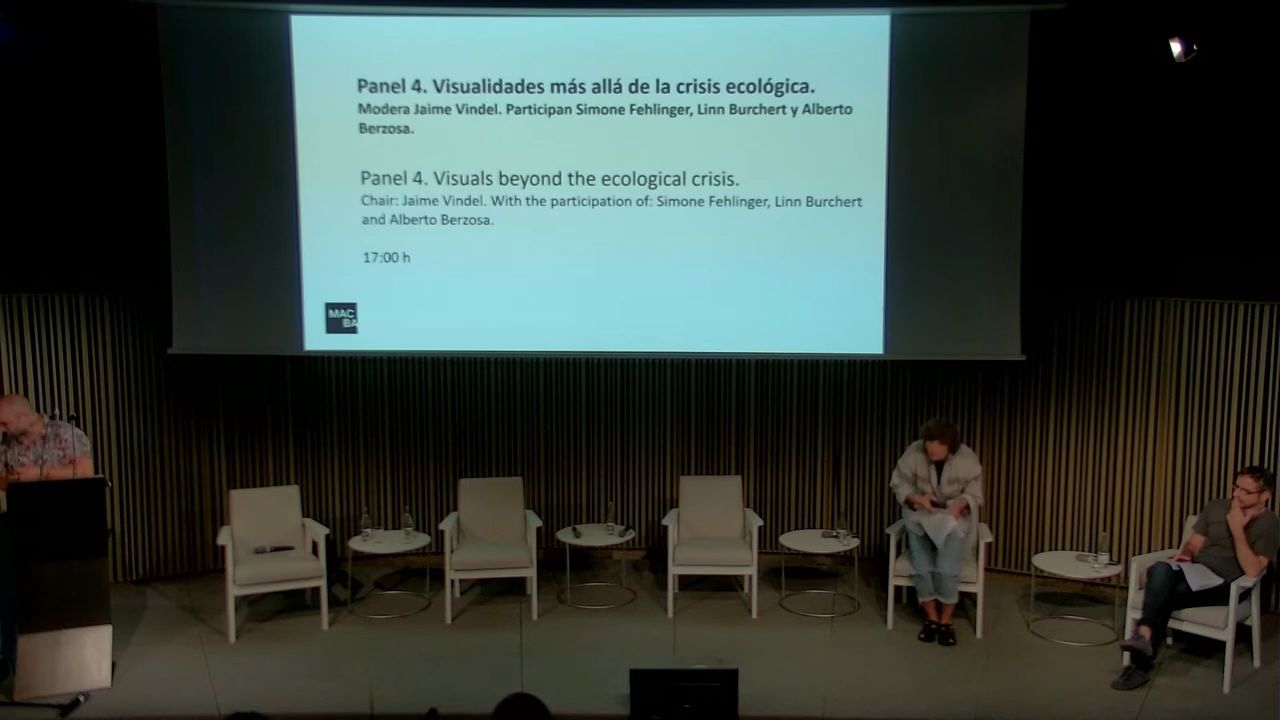 Panel 4. Visualidades más allá de la crisis ecológica.
Modera Jaime Vindel. Participan Simone Fehlinger, Linn Burchert y Alberto
Berzosa.
Panel 4. Visuals beyond the ecological crisis.
Chair: Jaime Vindel. With the participation of: Simone Fehlinger, Linn Burchert
and Alberto Berzosa.
17:00 h
MAC
BA